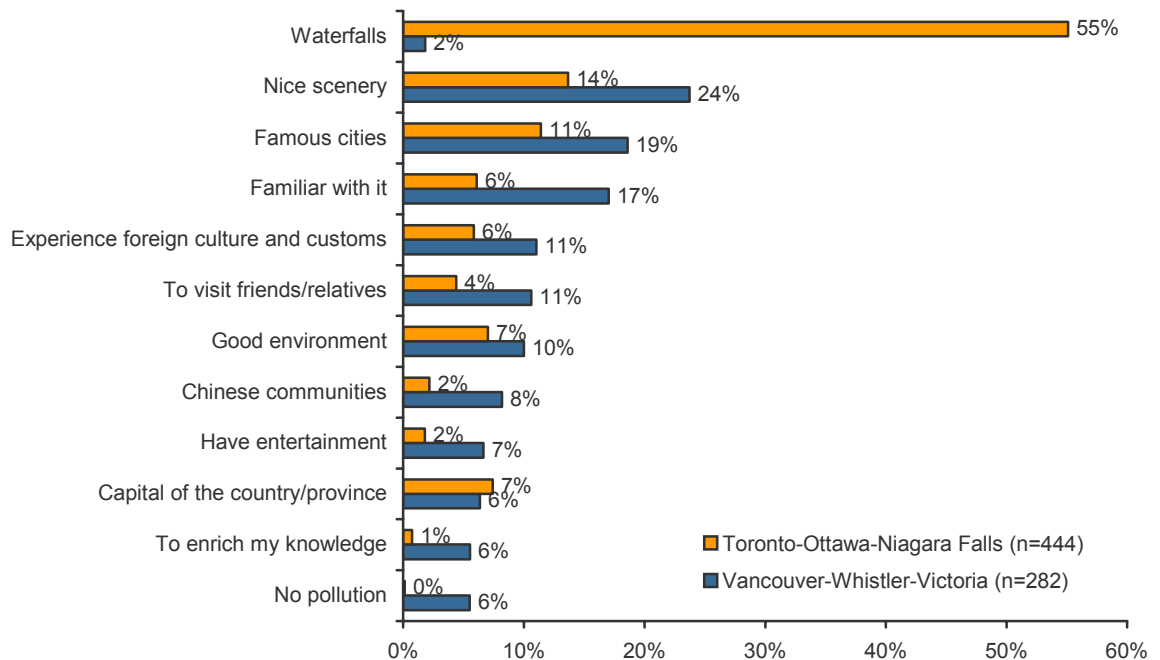 Waterfalls 55%
2%
Nice scenery 14%
24%
Famous cities 11%
19%
Familiar with it 6%
17%
Experience foreign culture and customs 6%
11%
To visit friends/relatives 4%
11%
Good environment 7%
10%
Chinese communities 2%
8%
Have entertainment 2%
7%
Capital of the country/province 7%
6%
To enrich my knowledge 1%
6%
No pollution 0%
6%
Toronto-Ottawa-Niagara Falls (n=444)
Vancouver-Whistler-Victoria (n=282)
0% 10% 20% 30% 40% 50% 60%